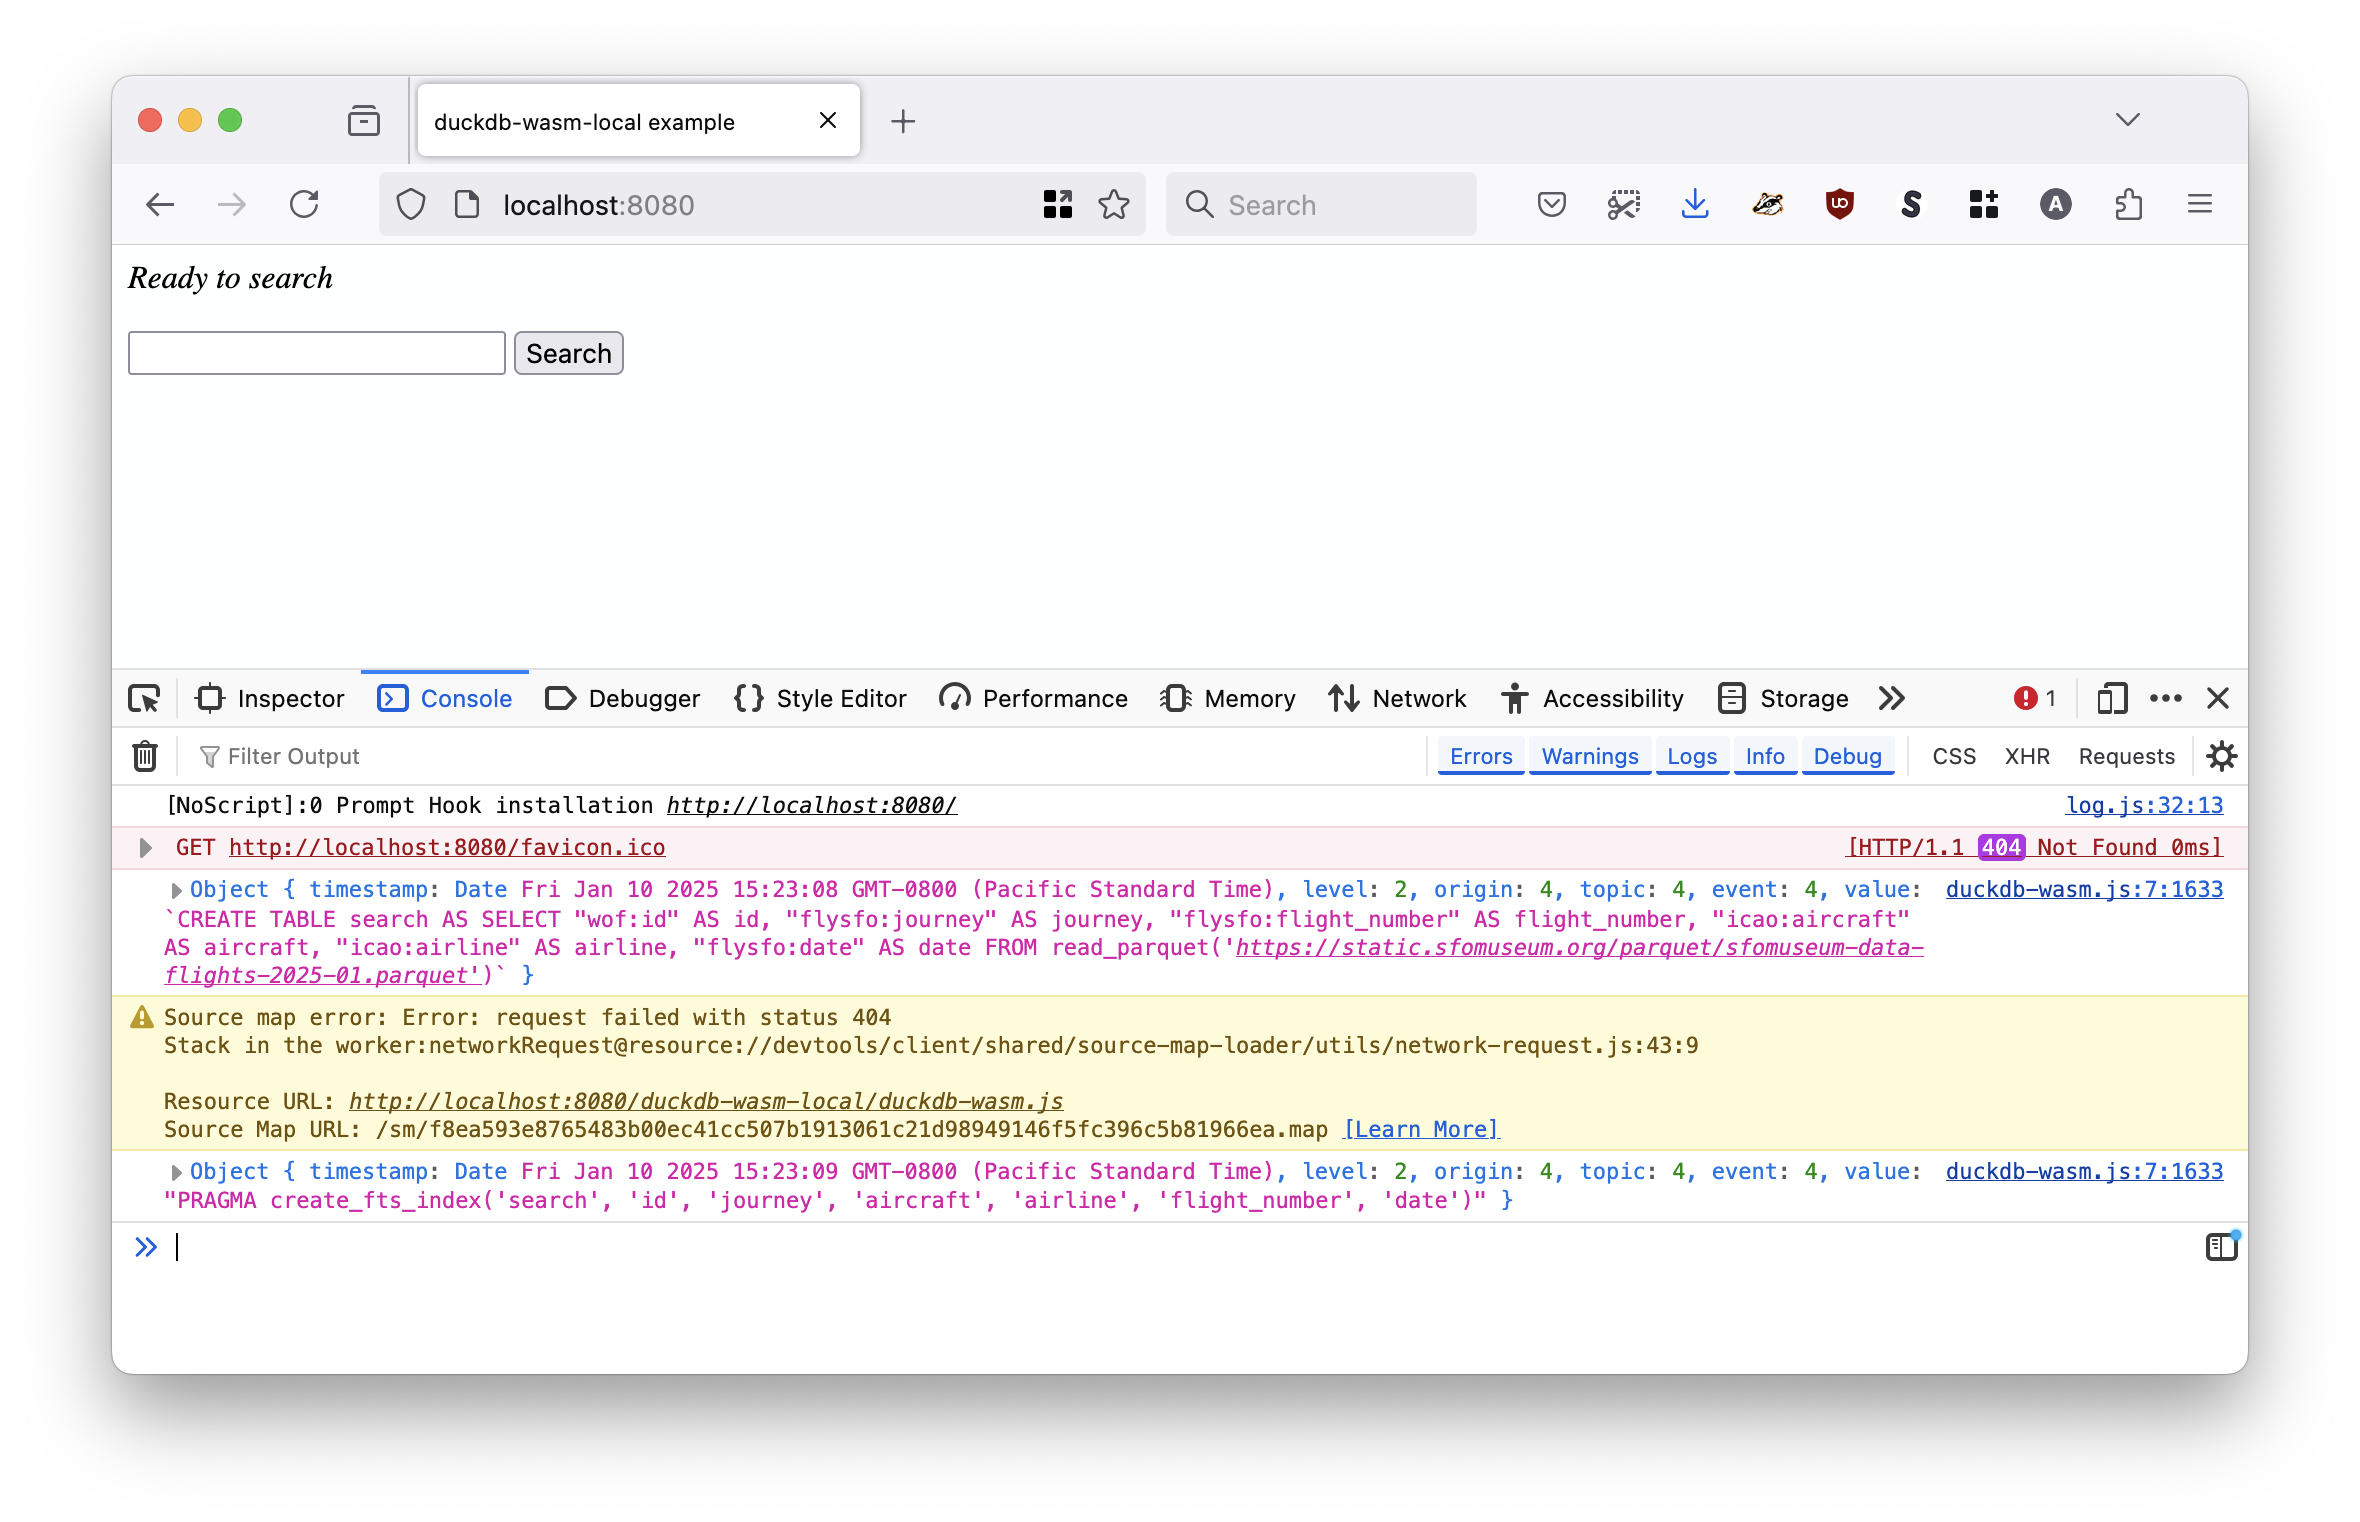 duckdb-wasm-local example
localhost:8080
Search
Ready to search
Search
Inspector Console Debugger Style Editor Performance Memory Network Accessibility Storage 1
Filter Output Errors Warnings Logs Info Debug CSS XHR Requests
[NoScript]:0 Prompt Hook installation http://localhost:8080/ log.js:32:13
GET http://localhost:8080/favicon.ico [HTTP/1.1 404 Not Found 0ms]
Object { timestamp: Date Fri Jan 10 2025 15:23:08 GMT-0800 (Pacific Standard Time), level: 2, origin: 4, topic: 4, event: 4, value: duckdb-wasm.js:7:1633
`CREATE TABLE search AS SELECT "wof:id" AS id, "flysfo:journey" AS journey, "flysfo:flight_number" AS flight_number, "icao:aircraft"
AS aircraft, "icao:airline" AS airline, "flysfo:date" AS date FROM read_parquet('https://static.sfomuseum.org/parquet/sfomuseum-data-
flights-2025-01.parquet')` }
Source map error: Error: request failed with status 404
Stack in the worker:networkRequest@resource://devtools/client/shared/source-map-loader/utils/network-request.js:43:9
Resource URL: http://localhost:8080/duckdb-wasm-local/duckdb-wasm.js
Source Map URL: /sm/f8ea593e8765483b00ec41cc507b1913061c21d98949146f5fc396c5b81966ea.map [Learn More]
Object { timestamp: Date Fri Jan 10 2025 15:23:09 GMT-0800 (Pacific Standard Time), level: 2, origin: 4, topic: 4, event: 4, value: duckdb-wasm.js:7:1633
"PRAGMA create_fts_index('search', 'id', 'journey', 'aircraft', 'airline', 'flight_number', 'date')" }